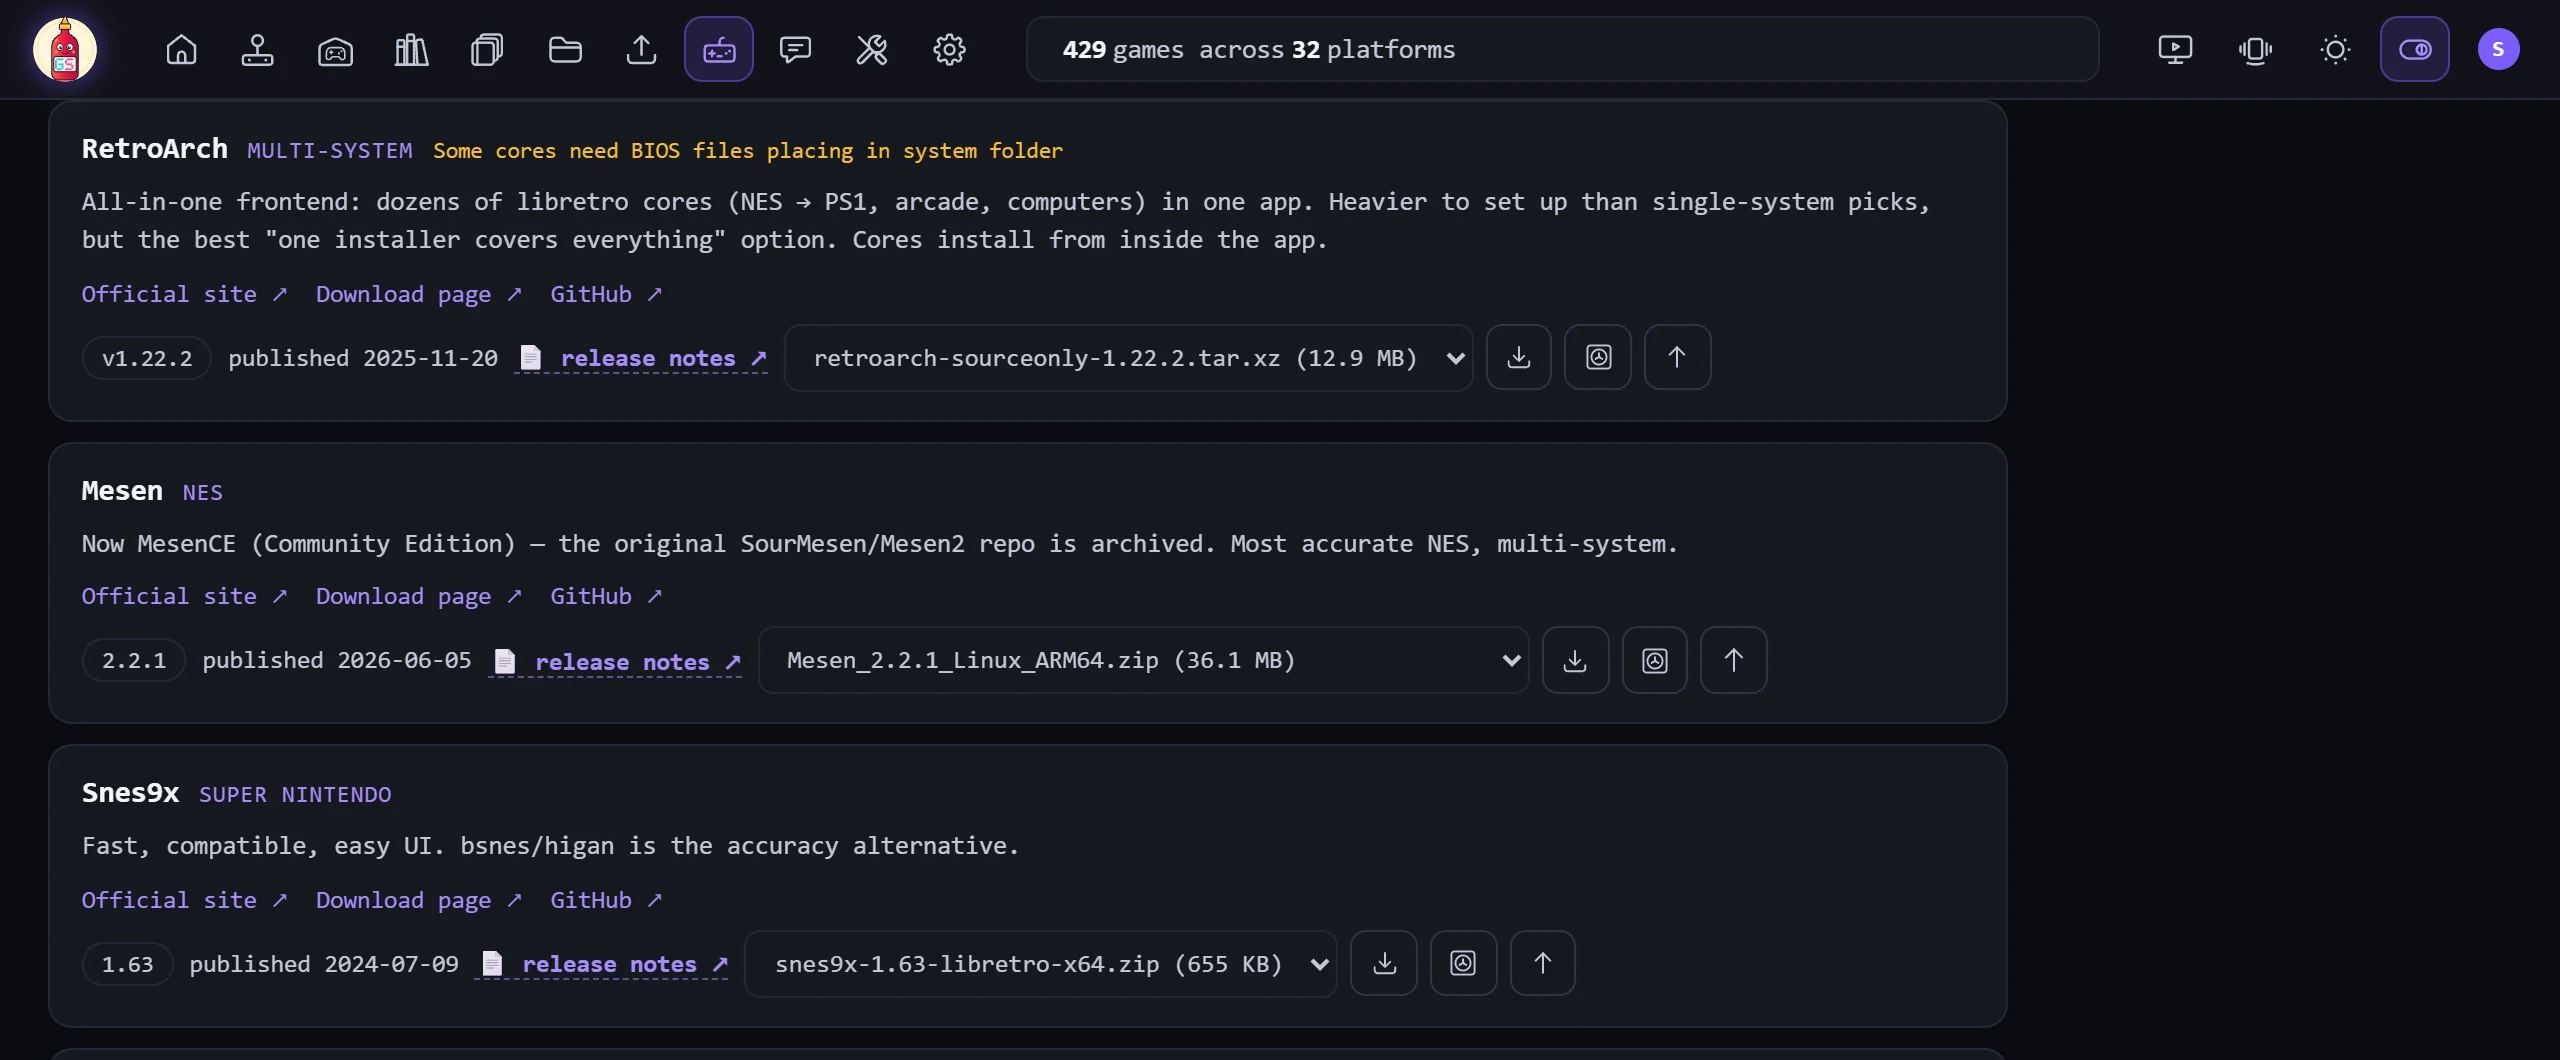 GS
429 games across 32 platforms
S
RetroArch MULTI-SYSTEM Some cores need BIOS files placing in system folder
All-in-one frontend: dozens of libretro cores (NES → PS1, arcade, computers) in one app. Heavier to set up than single-system picks,
but the best "one installer covers everything" option. Cores install from inside the app.
Official site ↗ Download page ↗ GitHub ↗
v1.22.2 published 2025-11-20 release notes ↗ retroarch-sourceonly-1.22.2.tar.xz (12.9 MB)
Mesen NES
Now MesenCE (Community Edition) — the original SourMesen/Mesen2 repo is archived. Most accurate NES, multi-system.
Official site ↗ Download page ↗ GitHub ↗
2.2.1 published 2026-06-05 release notes ↗ Mesen_2.2.1_Linux_ARM64.zip (36.1 MB)
Snes9x SUPER NINTENDO
Fast, compatible, easy UI. bsnes/higan is the accuracy alternative.
Official site ↗ Download page ↗ GitHub ↗
1.63 published 2024-07-09 release notes ↗ snes9x-1.63-libretro-x64.zip (655 KB)